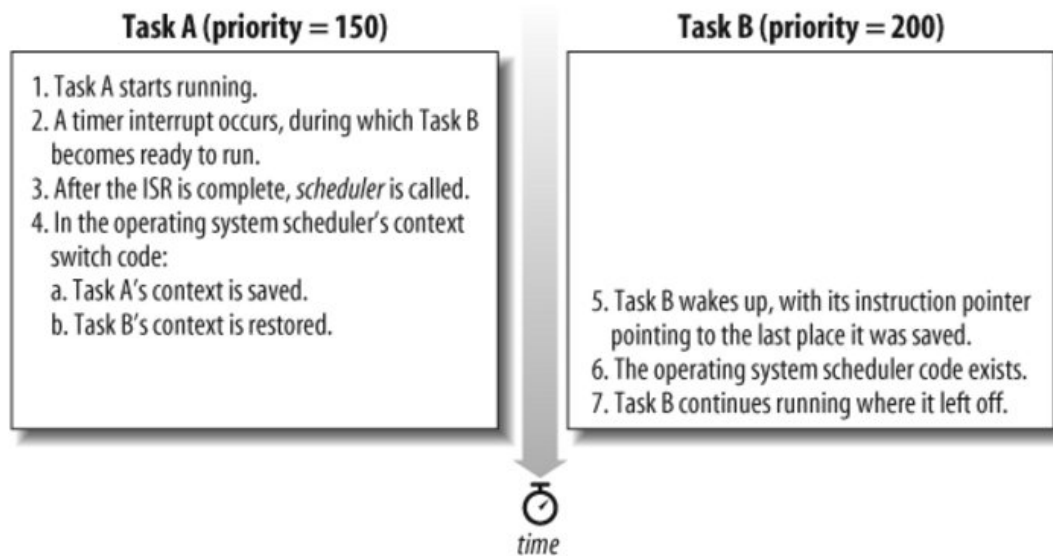 Task A (priority = 150)
1. Task A starts running.
2. A timer interrupt occurs, during which Task B
becomes ready to run.
3. After the ISR is complete, scheduler is called.
4. In the operating system scheduler's context
switch code:
a. Task A's context is saved.
b. Task B's context is restored.
Task B (priority = 200)
5. Task B wakes up, with its instruction pointer
pointing to the last place it was saved.
6. The operating system scheduler code exists.
7. Task B continues running where it left off.
time